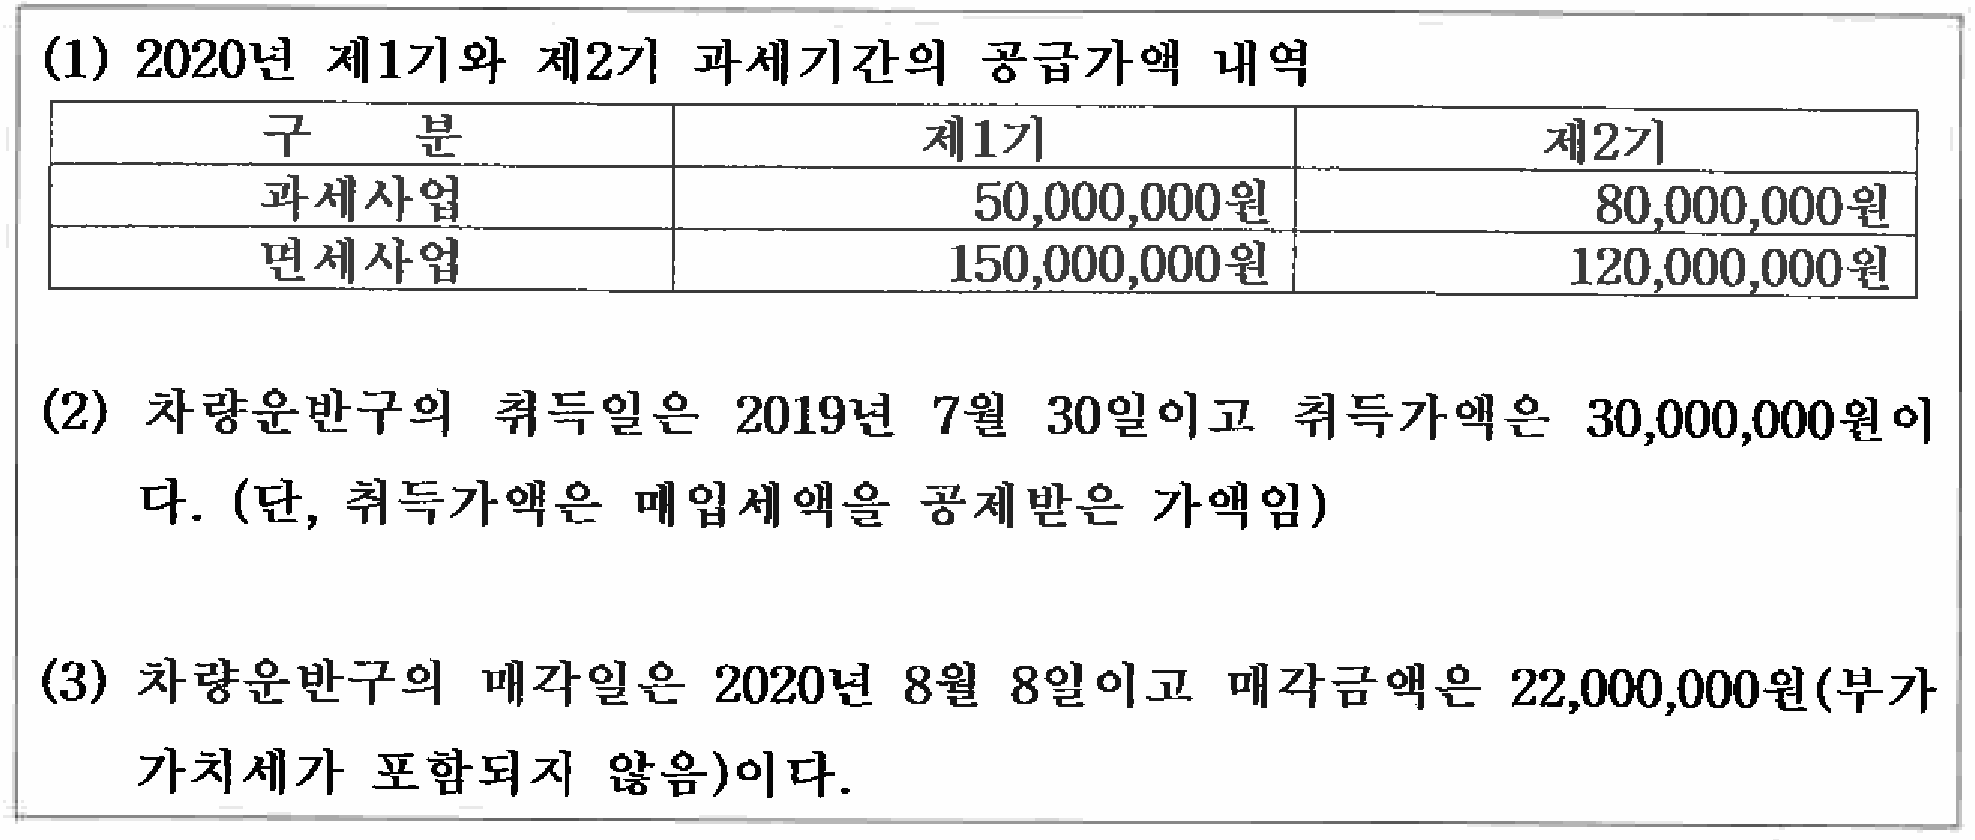 (1) 2020년 제1기와 제2기 과세기간의 공급가액 내역
구 분 제1기 제2기
과세사업 50,000,000원 80,000,000원
면세사업 150,000,000원 120,000,000원
(2) 차량운반구의 취득일은 2019년 7월 30일이고 취득가액은 30,000,000원이
다. (단, 취득가액은 매입세액을 공제받은 가액임)
(3) 차량운반구의 매각일은 2020년 8월 8일이고 매각금액은 22,000,000원(부가
가치세가 포함되지 않음)이다.